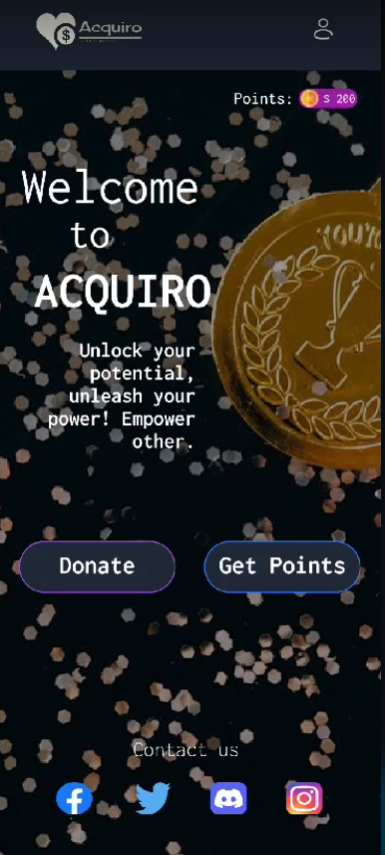 Acquiro
Points: S 200
Welcome
to
ACQUIRO
Unlock your
potential,
unleash your
power! Empower
other.
Donate
Get Points
Contact us